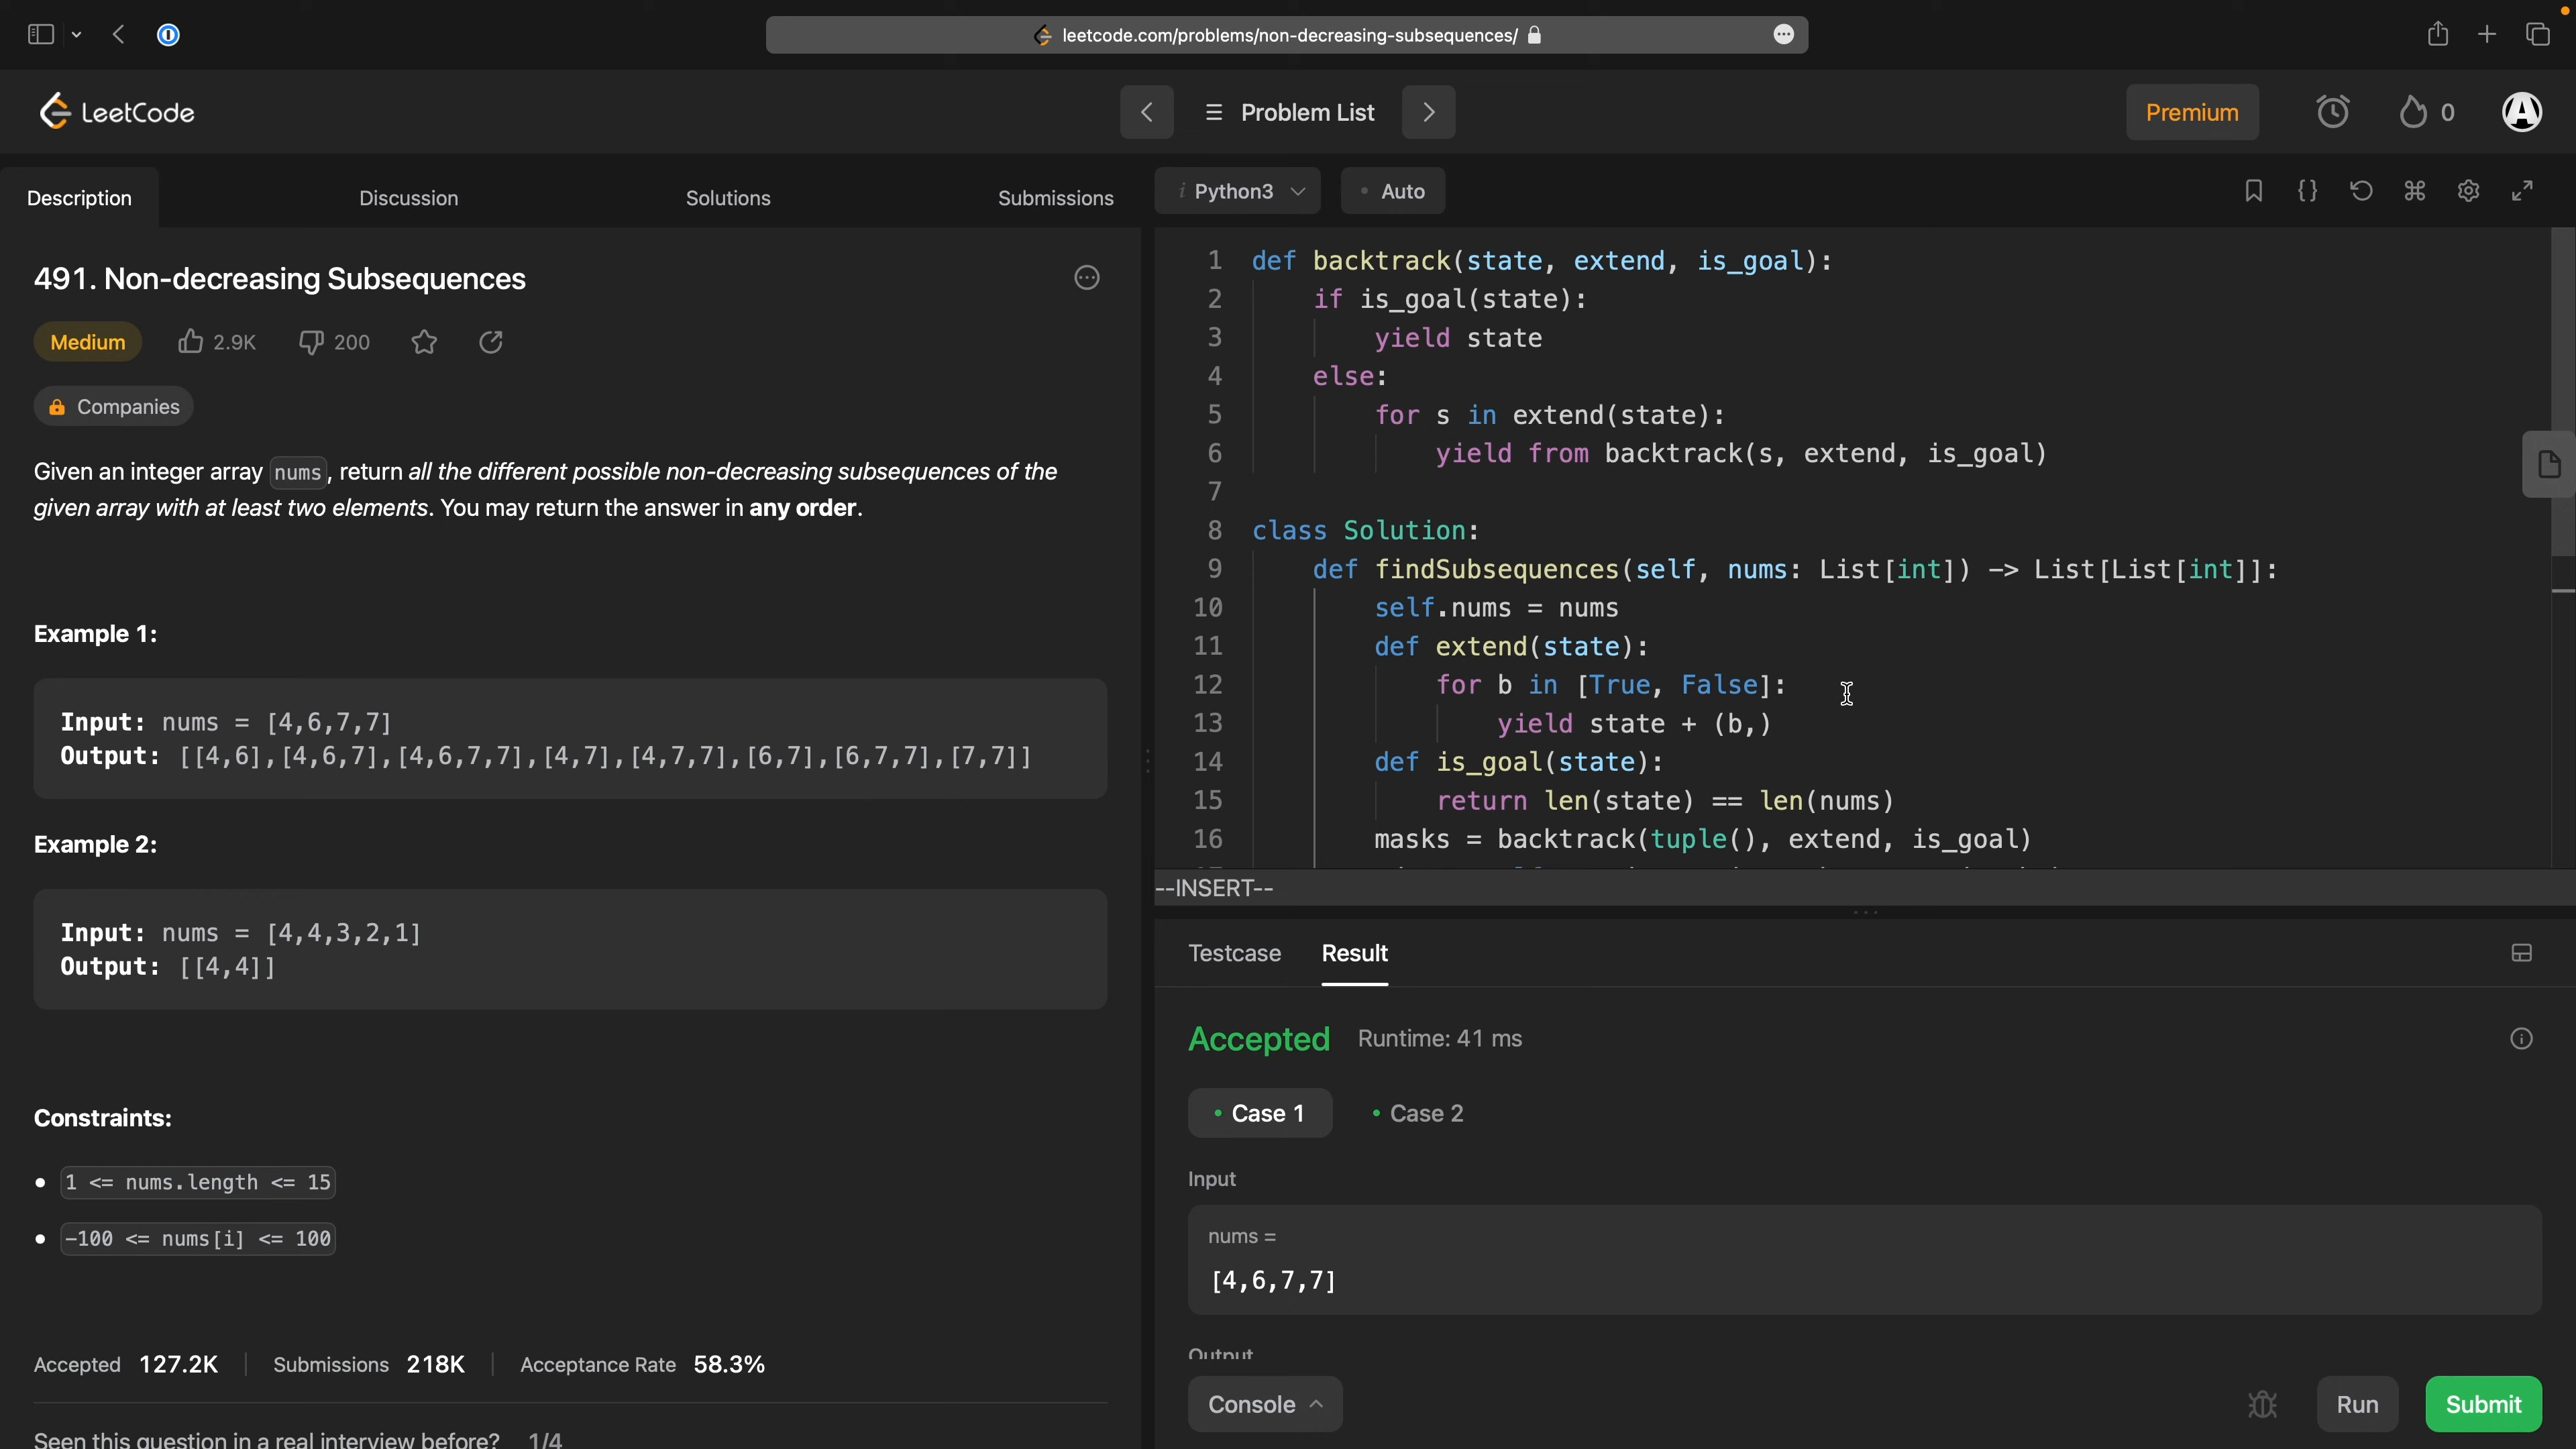 leetcode.com/problems/non-decreasing-subsequences/
LeetCode
Problem List
Premium
0
Description
Discussion
Solutions
Submissions
491. Non-decreasing Subsequences
Medium
2.9K
200
Companies
Given an integer array nums, return all the different possible non-decreasing subsequences of the
given array with at least two elements. You may return the answer in any order.
Example 1:
Input: nums = [4,6,7,7]
Output: [[4,6],[4,6,7],[4,6,7,7],[4,7],[4,7,7],[6,7],[6,7,7],[7,7]]
Example 2:
Input: nums = [4,4,3,2,1]
Output: [[4,4]]
Constraints:
1 <= nums.length <= 15
-100 <= nums[i] <= 100
Accepted 127.2K
Submissions 218K
Acceptance Rate 58.3%
Seen this question in a real interview before? 1/4
i Python3
Auto
1 def backtrack(state, extend, is_goal):
2 if is_goal(state):
3 yield state
4 else:
5 for s in extend(state):
6 yield from backtrack(s, extend, is_goal)
7
8 class Solution:
9 def findSubsequences(self, nums: List[int]) -> List[List[int]]:
10 self.nums = nums
11 def extend(state):
12 for b in [True, False]:
13 yield state + (b,)
14 def is_goal(state):
15 return len(state) == len(nums)
16 masks = backtrack(tuple(), extend, is_goal)
--INSERT--
Testcase
Result
Accepted
Runtime: 41 ms
Case 1
Case 2
Input
nums =
[4,6,7,7]
Output
Console
Run
Submit